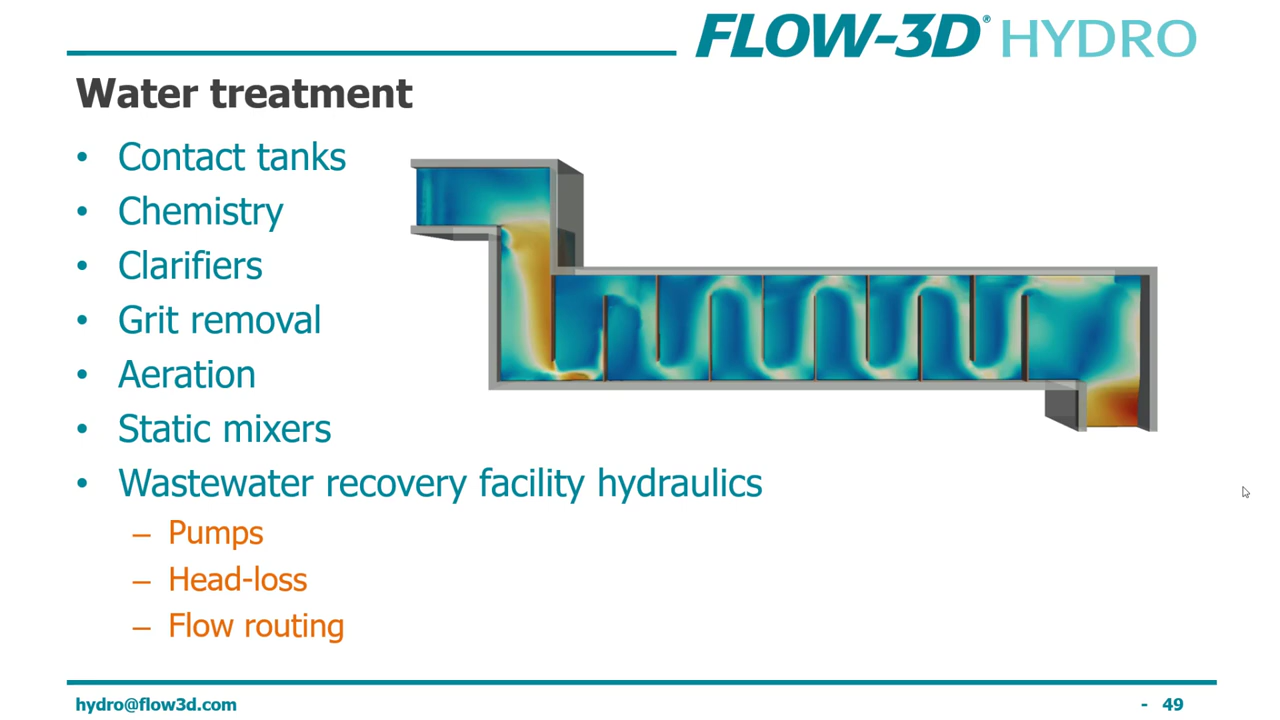 FLOW-3D® HYDRO
Water treatment
• Contact tanks
• Chemistry
• Clarifiers
• Grit removal
• Aeration
• Static mixers
• Wastewater recovery facility hydraulics
– Pumps
– Head-loss
– Flow routing
hydro@flow3d.com
- 49